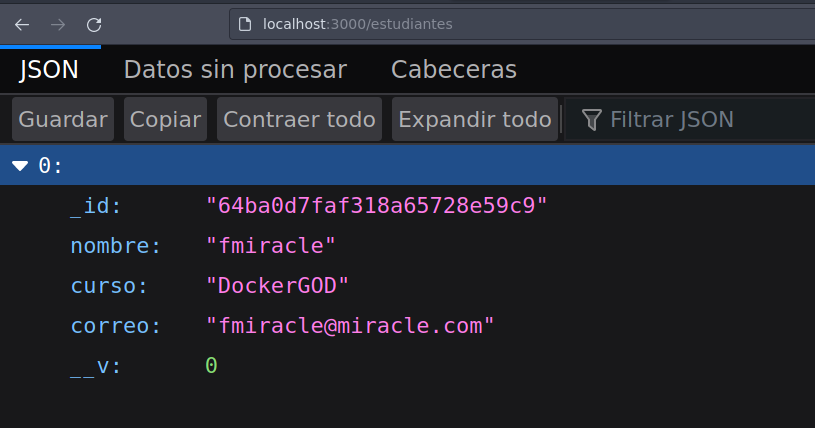 localhost:3000/estudiantes
JSON Datos sin procesar Cabeceras
Guardar Copiar Contraer todo Expandir todo Filtrar JSON
0:
_id: "64ba0d7faf318a65728e59c9"
nombre: "fmiracle"
curso: "DockerGOD"
correo: "fmiracle@miracle.com"
__v: 0